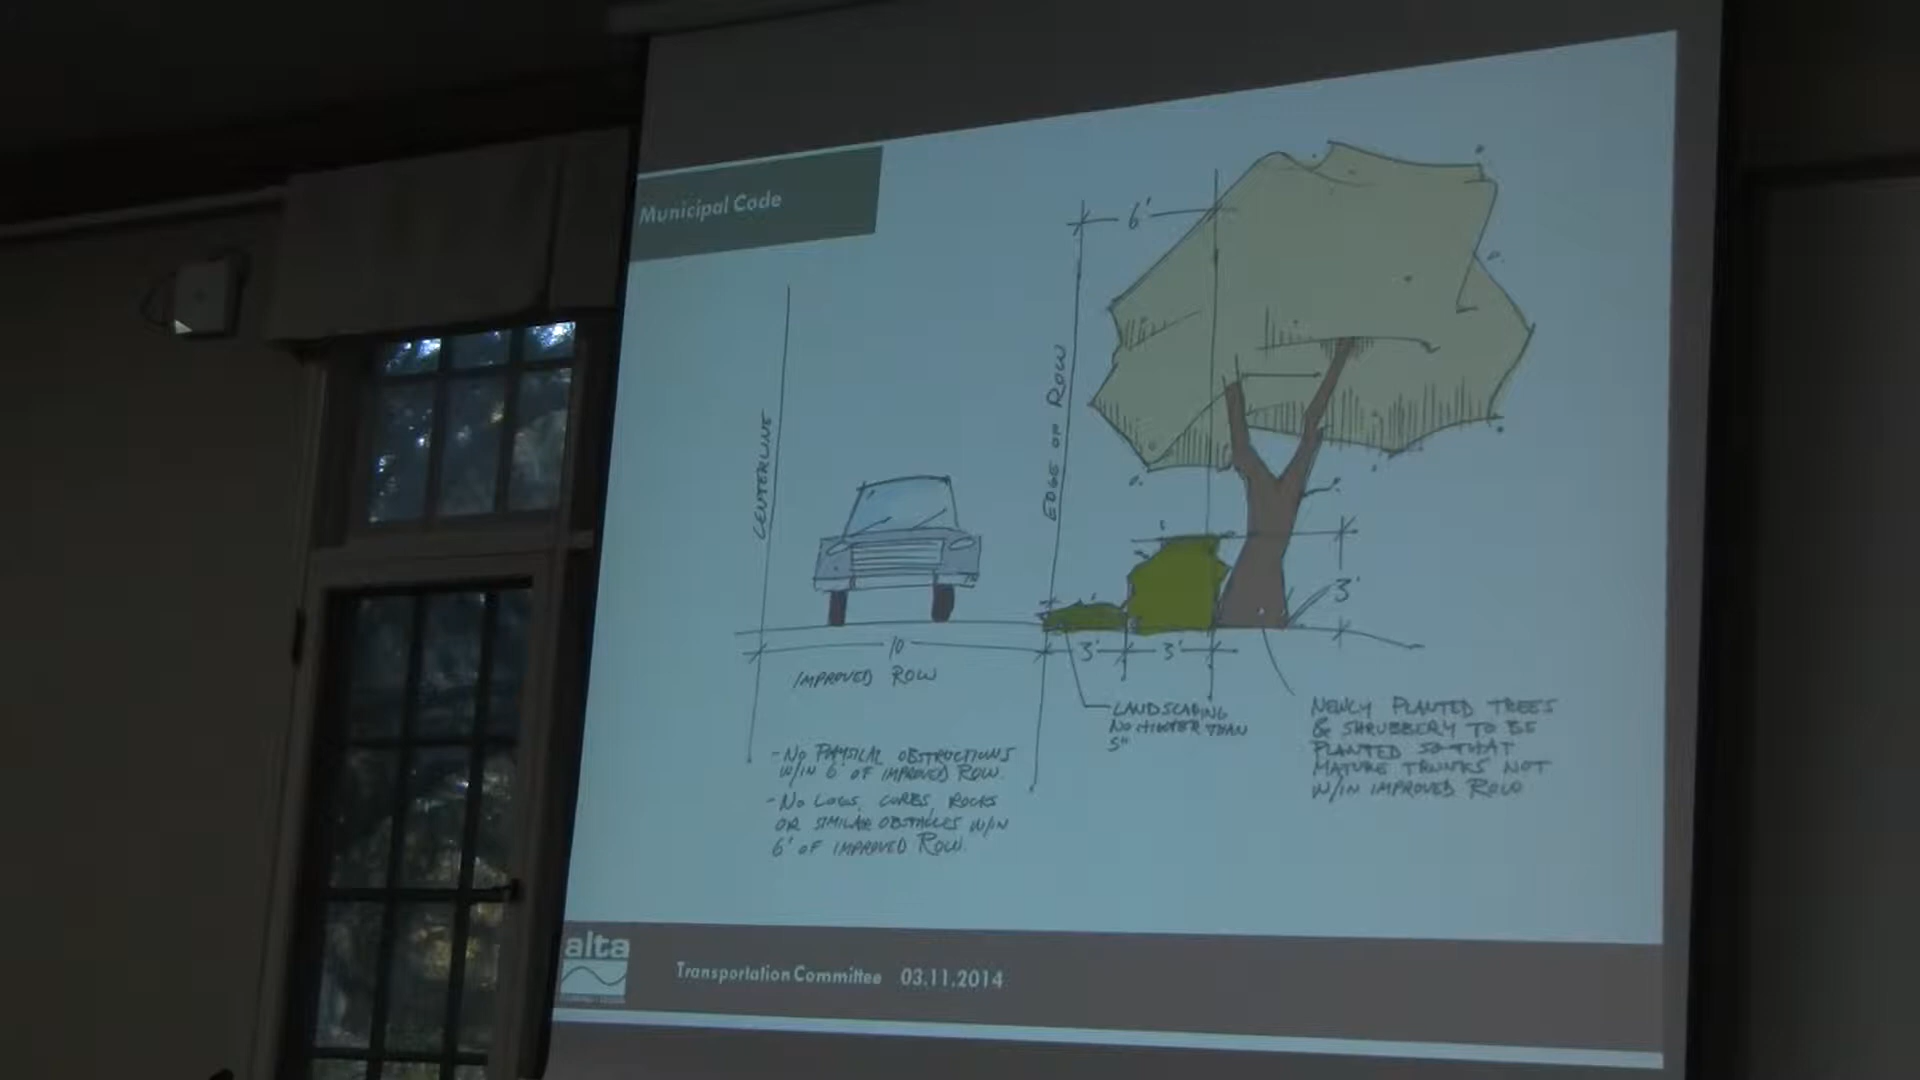 Municipal Code
6'
CENTERLINE
EDGE OF ROW
3'
10
3'
3'
IMPROVED ROW
LANDSCAPING
NO HIGHER THAN
5"
NEWLY PLANTED TREES
& SHRUBBERY TO BE
PLANTED SO THAT
MATURE TRUNKS NOT
W/IN IMPROVED ROW
- NO PHYSICAL OBSTRUCTIONS
W/IN 6' OF IMPROVED ROW.
- NO LOGS, CURBS, ROCKS
OR SIMILAR OBSTACLES W/IN
6' OF IMPROVED ROW.
alta
Transportation Committee 03.11.2014